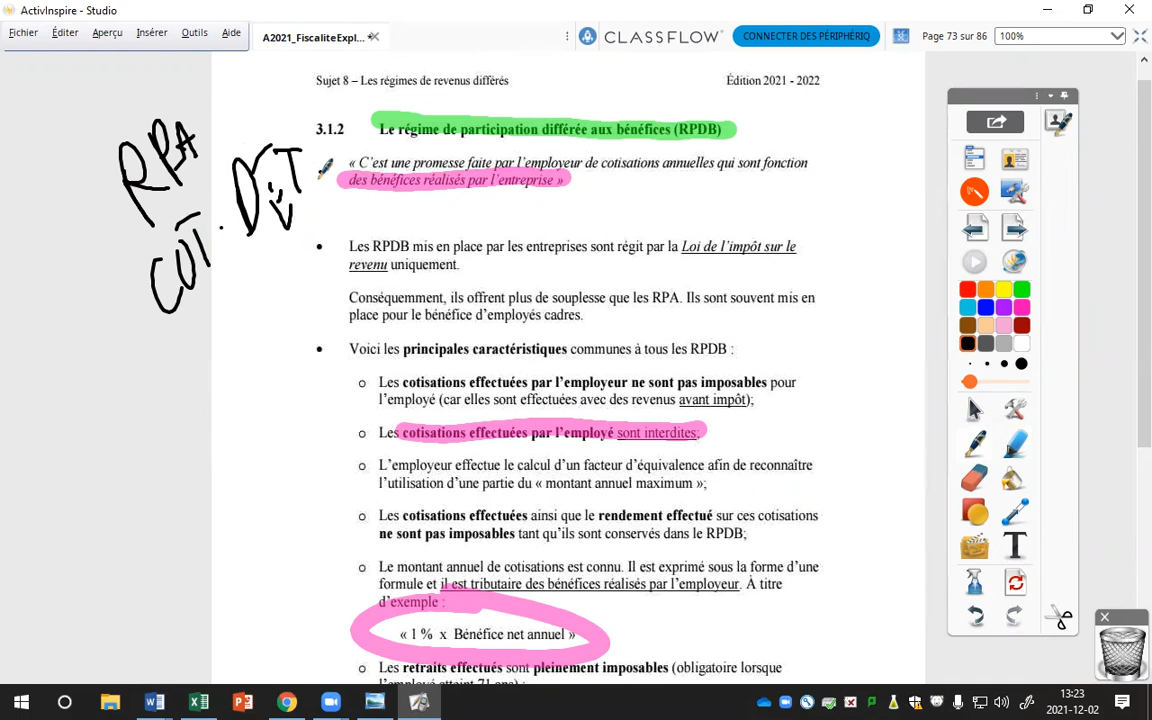 ActivInspire - Studio
Fichier Éditer Aperçu Insérer Outils Aide
A2021_FiscaliteExpl...
CLASSFLOW
CONNECTER DES PÉRIPHÉRIQ
Page 73 sur 86
100%
Sujet 8 – Les régimes de revenus différés
Édition 2021 - 2022
3.1.2 Le régime de participation différée aux bénéfices (RPDB)
« C'est une promesse faite par l'employeur de cotisations annuelles qui sont fonction
des bénéfices réalisés par l'entreprise »
RPA
COT.
• Les RPDB mis en place par les entreprises sont régit par la Loi de l'impôt sur le
revenu uniquement.
Conséquemment, ils offrent plus de souplesse que les RPA. Ils sont souvent mis en
place pour le bénéfice d'employés cadres.
• Voici les principales caractéristiques communes à tous les RPDB :
o Les cotisations effectuées par l'employeur ne sont pas imposables pour
l'employé (car elles sont effectuées avec des revenus avant impôt);
o Les cotisations effectuées par l'employé sont interdites;
o L'employeur effectue le calcul d'un facteur d'équivalence afin de reconnaître
l'utilisation d'une partie du « montant annuel maximum »;
o Les cotisations effectuées ainsi que le rendement effectué sur ces cotisations
ne sont pas imposables tant qu'ils sont conservés dans le RPDB;
o Le montant annuel de cotisations est connu. Il est exprimé sous la forme d'une
formule et il est tributaire des bénéfices réalisés par l'employeur. À titre
d'exemple :
« 1 % x Bénéfice net annuel »
o Les retraits effectués sont pleinement imposables (obligatoire lorsque
l'employé atteint 71 ans) ;
13:23
2021-12-02